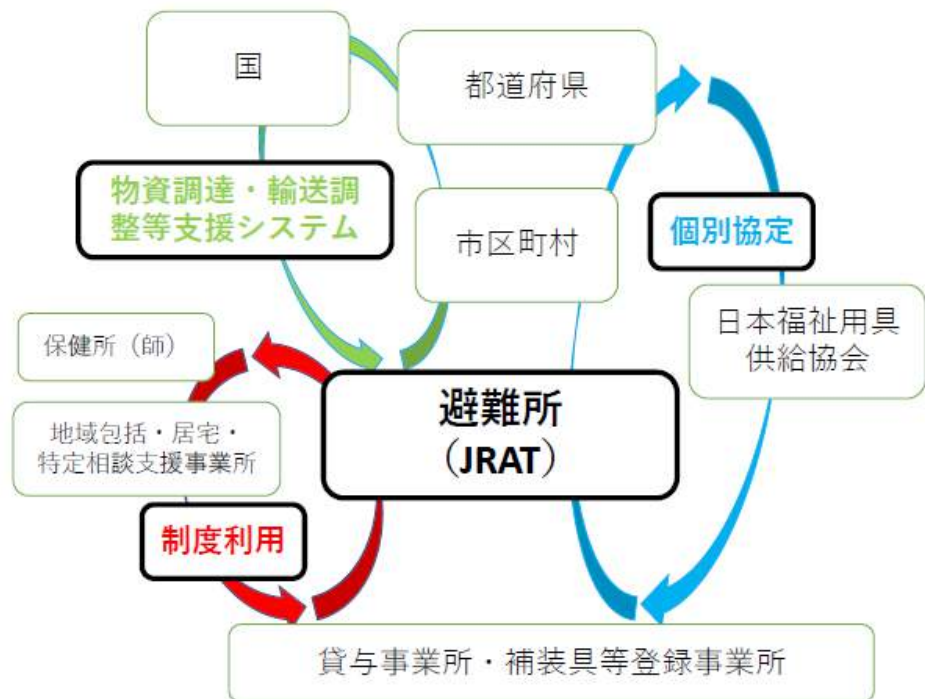 国
都道府県
物資調達・輸送調
整等支援システム
市区町村
個別協定
日本福祉用具
供給協会
保健所（師）
避難所
（JRAT）
地域包括・居宅・
特定相談支援事業所
制度利用
貸与事業所・補装具等登録事業所